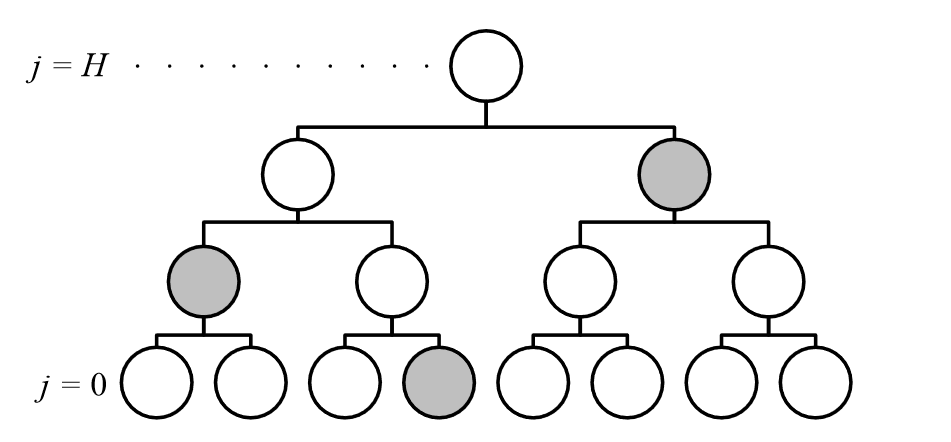 j = H
j = 0